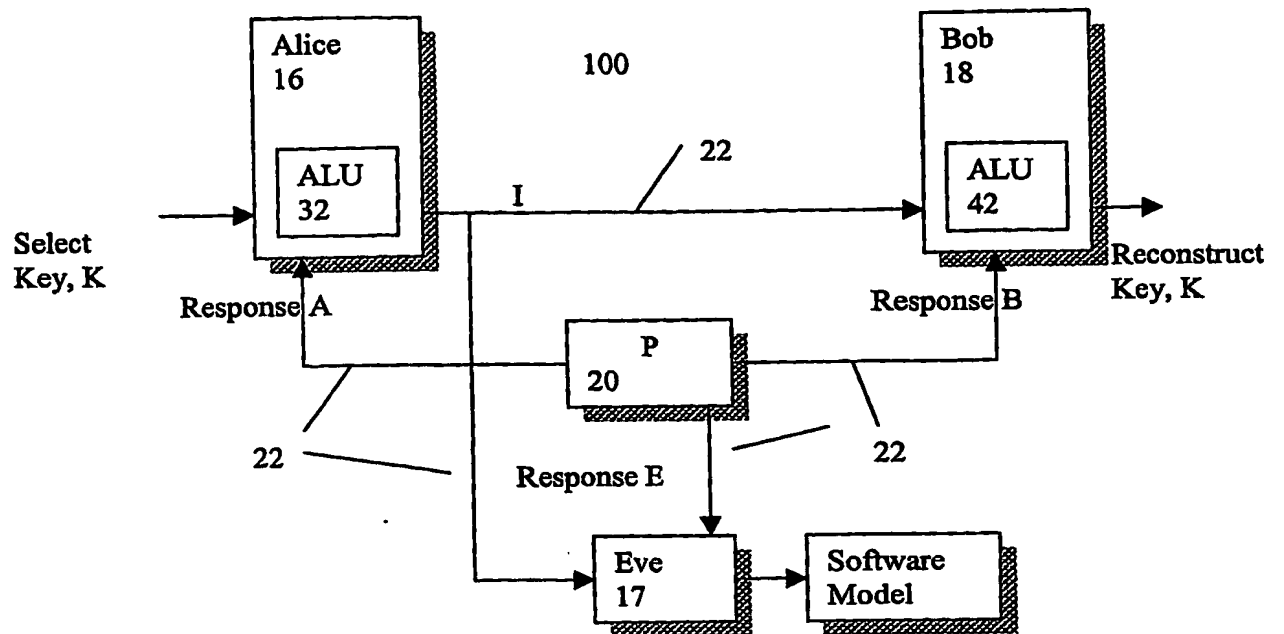 Alice
16
ALU
32
100
Bob
18
ALU
42
22
I
Select
Key, K
Reconstruct
Key, K
Response A
Response B
P
20
22
22
Response E
Eve
17
Software
Model